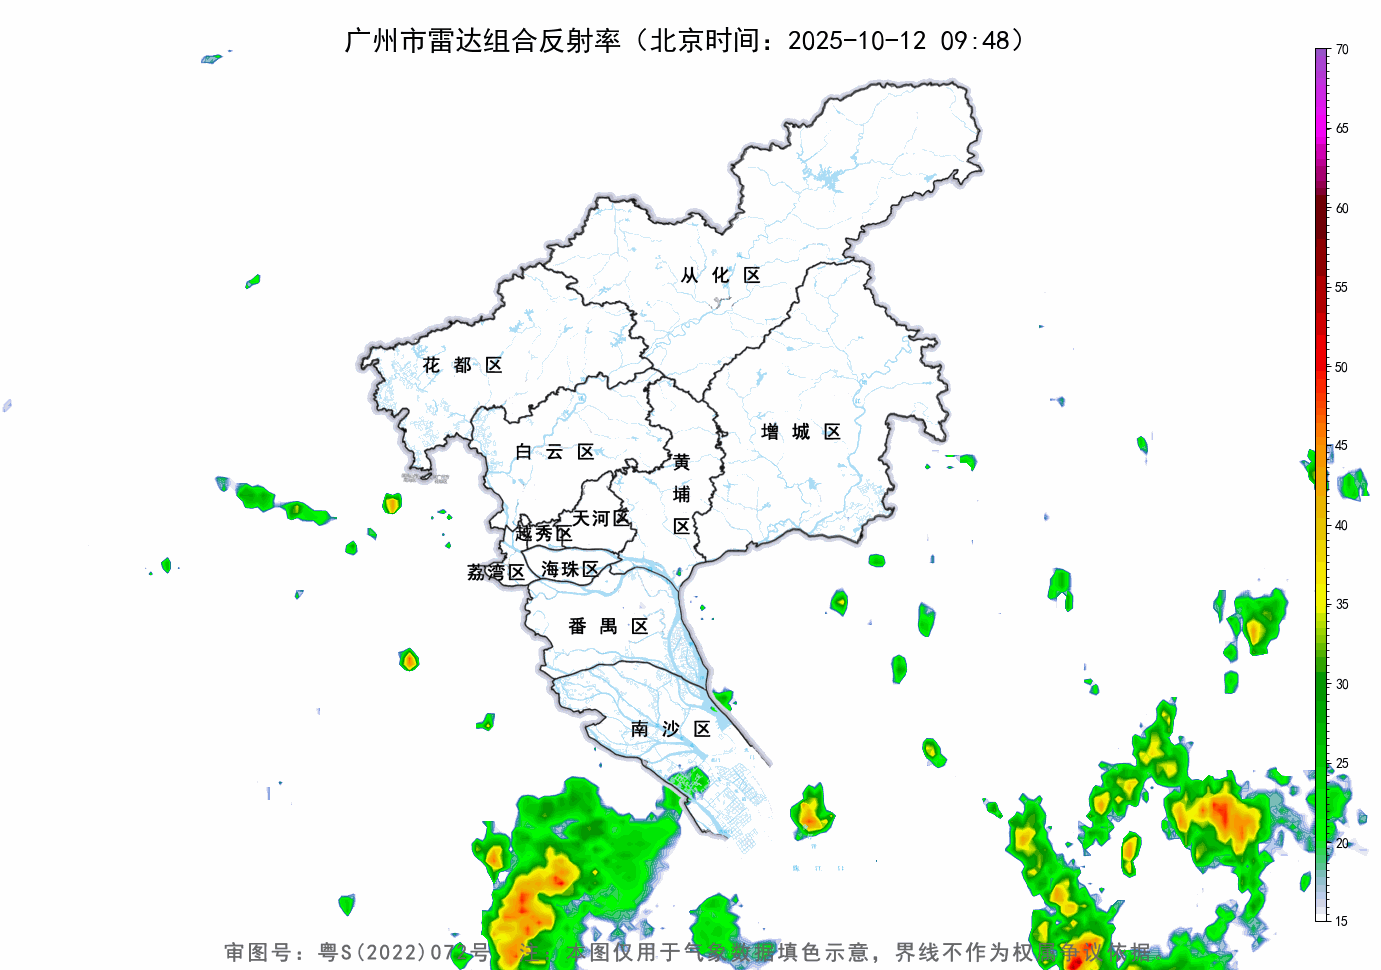 广州市雷达组合反射率（北京时间：2025-10-12 09:48）
70
65
60
55
50
45
40
35
30
25
20
15
从化区
花都区
增城区
白云区
黄埔区
天河区
越秀区
荔湾区
海珠区
番禺区
南沙区
审图号：粤S(2022)073号 注：本图仅用于气象数据填色示意，界线不作为权属争议依据